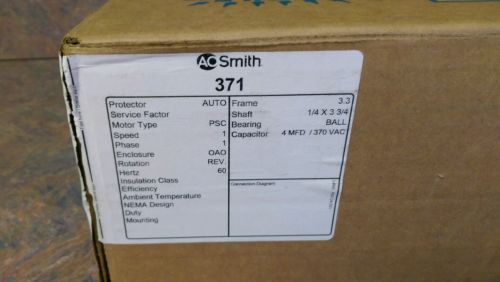 AO Smith
371
Protector AUTO
Service Factor
Motor Type PSC
Speed 1
Phase 1
Enclosure OAO
Rotation REV.
Hertz 60
Insulation Class
Efficiency
Ambient Temperature
NEMA Design
Duty
Mounting
Frame 3.3
Shaft 1/4 X 3 3/4
Bearing BALL
Capacitor 4 MFD / 370 VAC
Connection Diagram